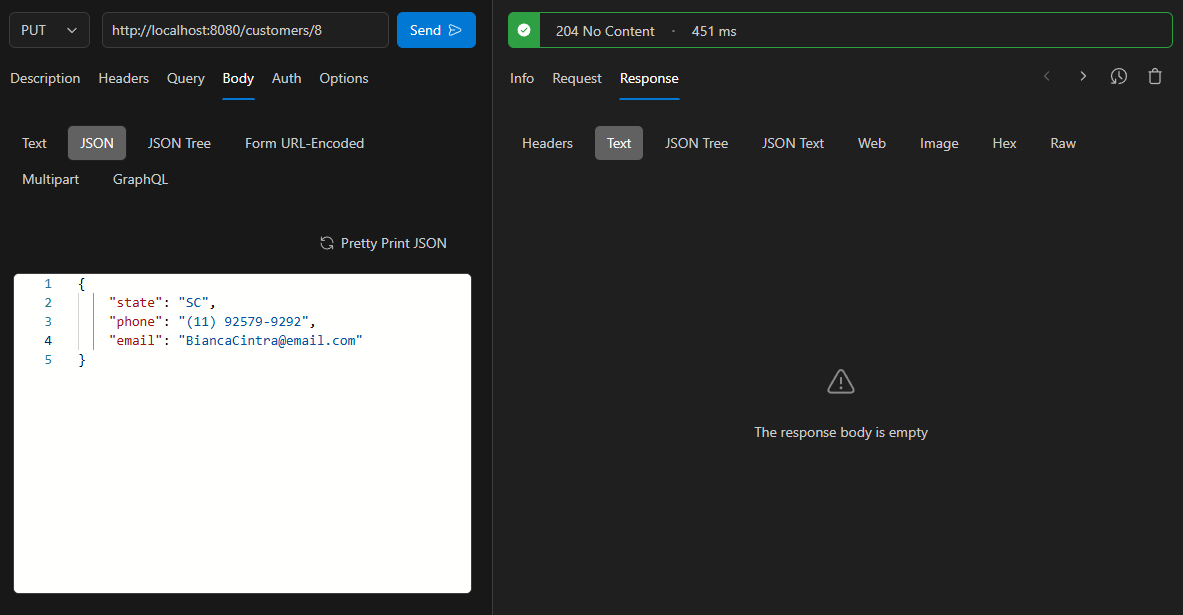 PUT
http://localhost:8080/customers/8
Send
Description Headers Query Body Auth Options
Text JSON JSON Tree Form URL-Encoded
Multipart GraphQL
Pretty Print JSON
1 {
2 "state": "SC",
3 "phone": "(11) 92579-9292",
4 "email": "BiancaCintra@email.com"
5 }
204 No Content · 451 ms
Info Request Response
Headers Text JSON Tree JSON Text Web Image Hex Raw
The response body is empty